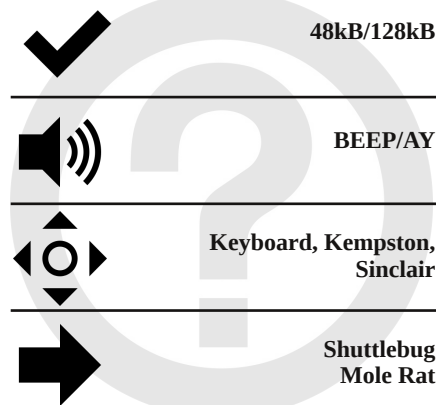 48kB/128kB
BEEP/AY
Keyboard, Kempston,
Sinclair
Shuttlebug
Mole Rat